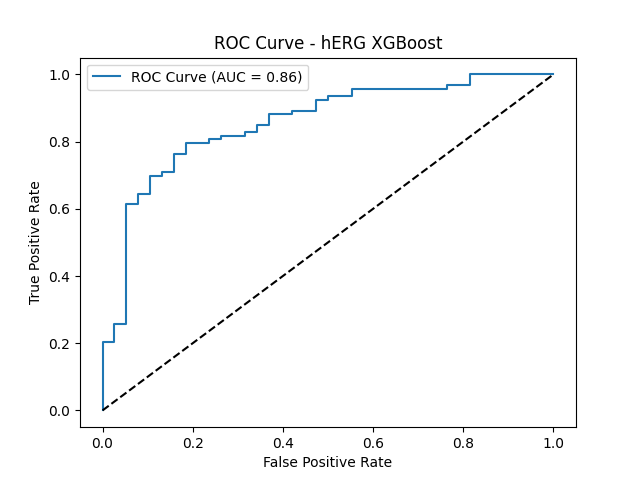 ROC Curve - hERG XGBoost
ROC Curve (AUC = 0.86)
1.0
0.8
0.6
0.4
0.2
0.0
True Positive Rate
0.0 0.2 0.4 0.6 0.8 1.0
False Positive Rate